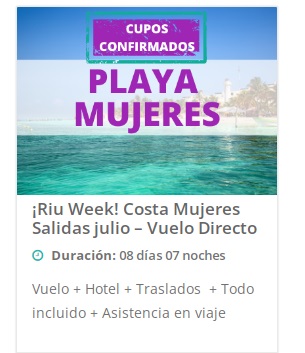 CUPOS
CONFIRMADOS
PLAYA
MUJERES
¡Riu Week! Costa Mujeres
Salidas julio – Vuelo Directo
Duración: 08 días 07 noches
Vuelo + Hotel + Traslados + Todo
incluido + Asistencia en viaje